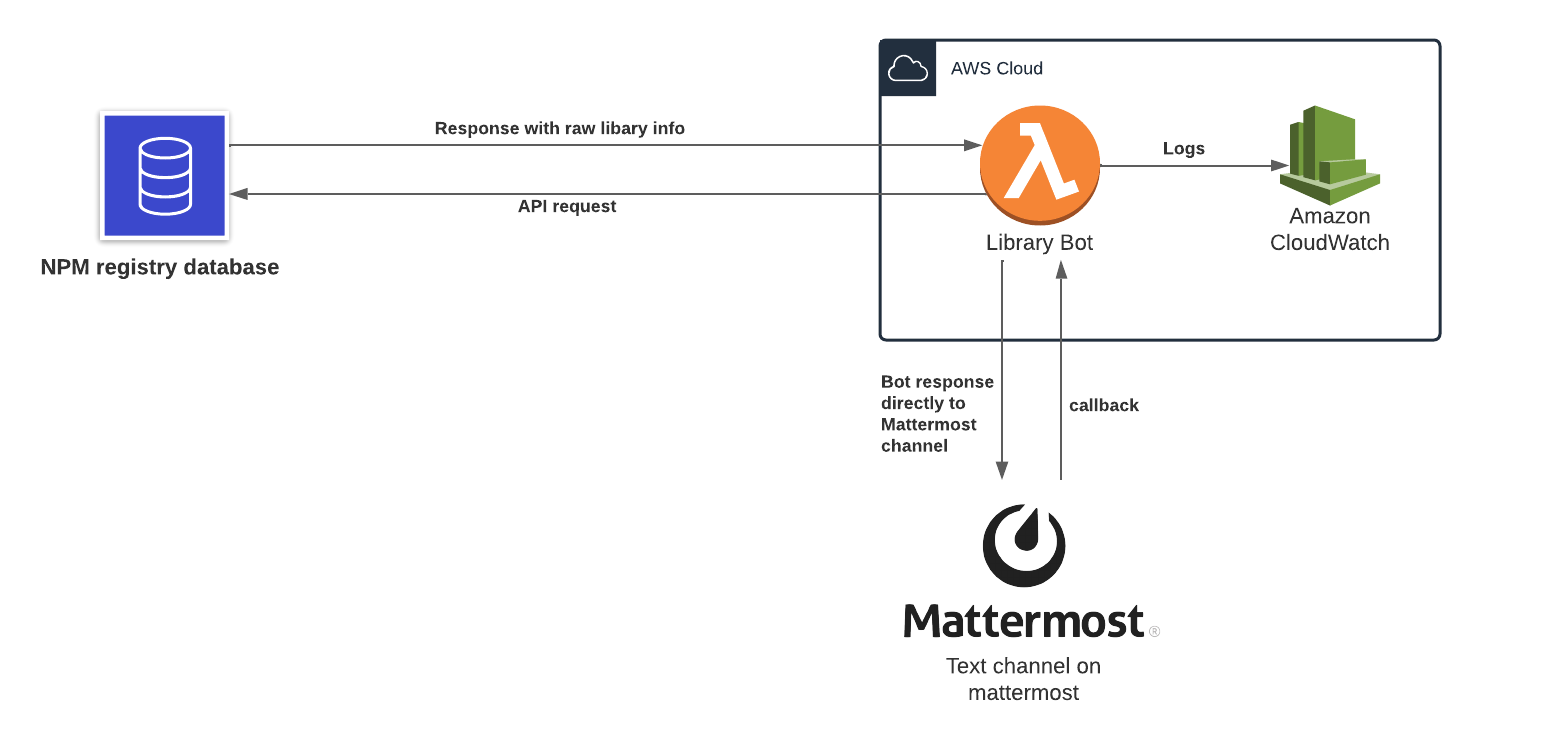 AWS Cloud
Response with raw libary info
Logs
API request
Amazon
CloudWatch
Library Bot
NPM registry database
Bot response
directly to
Mattermost
channel
callback
Mattermost®
Text channel on
mattermost